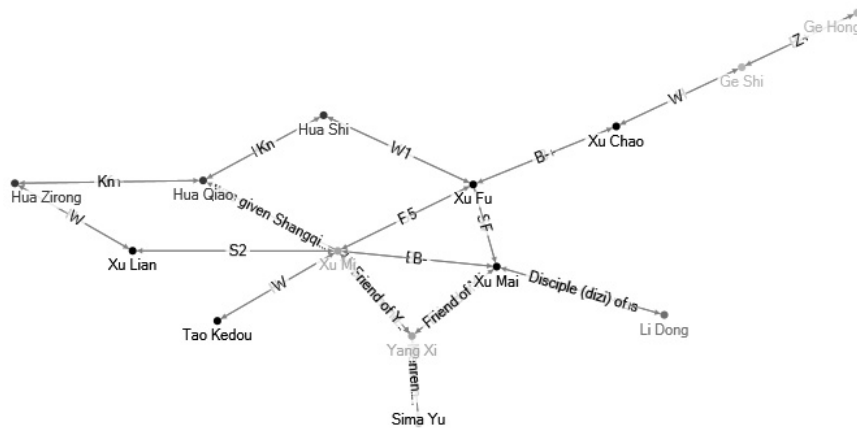 Ge Hong
Z
Ge Shi
W
Xu Chao
B-
Hua Shi
Kn
W1
Kn
Hua Zirong
Hua Qiao
Xu Fu
W
given Shangqi...
F 5
S F
Xu Lian
S2
Xu Mi
B-
Xu Mai
W
Friend of Y...
Friend of
Disciple (dizi) of
Tao Kedou
Li Dong
Yang Xi
Sima Yu